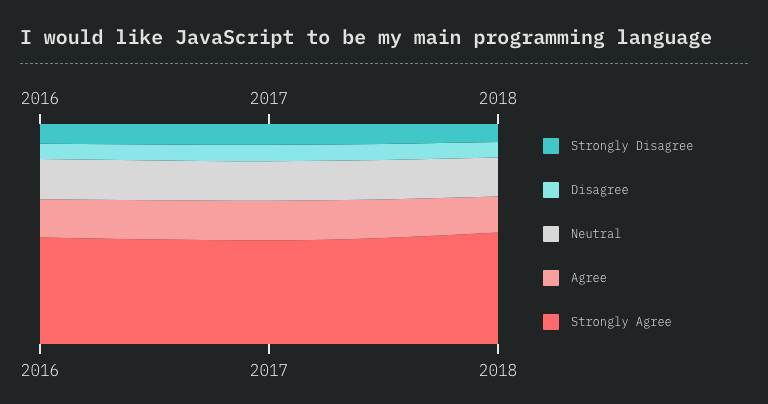 I would like JavaScript to be my main programming language
2016 2017 2018
Strongly Disagree
Disagree
Neutral
Agree
Strongly Agree
2016 2017 2018